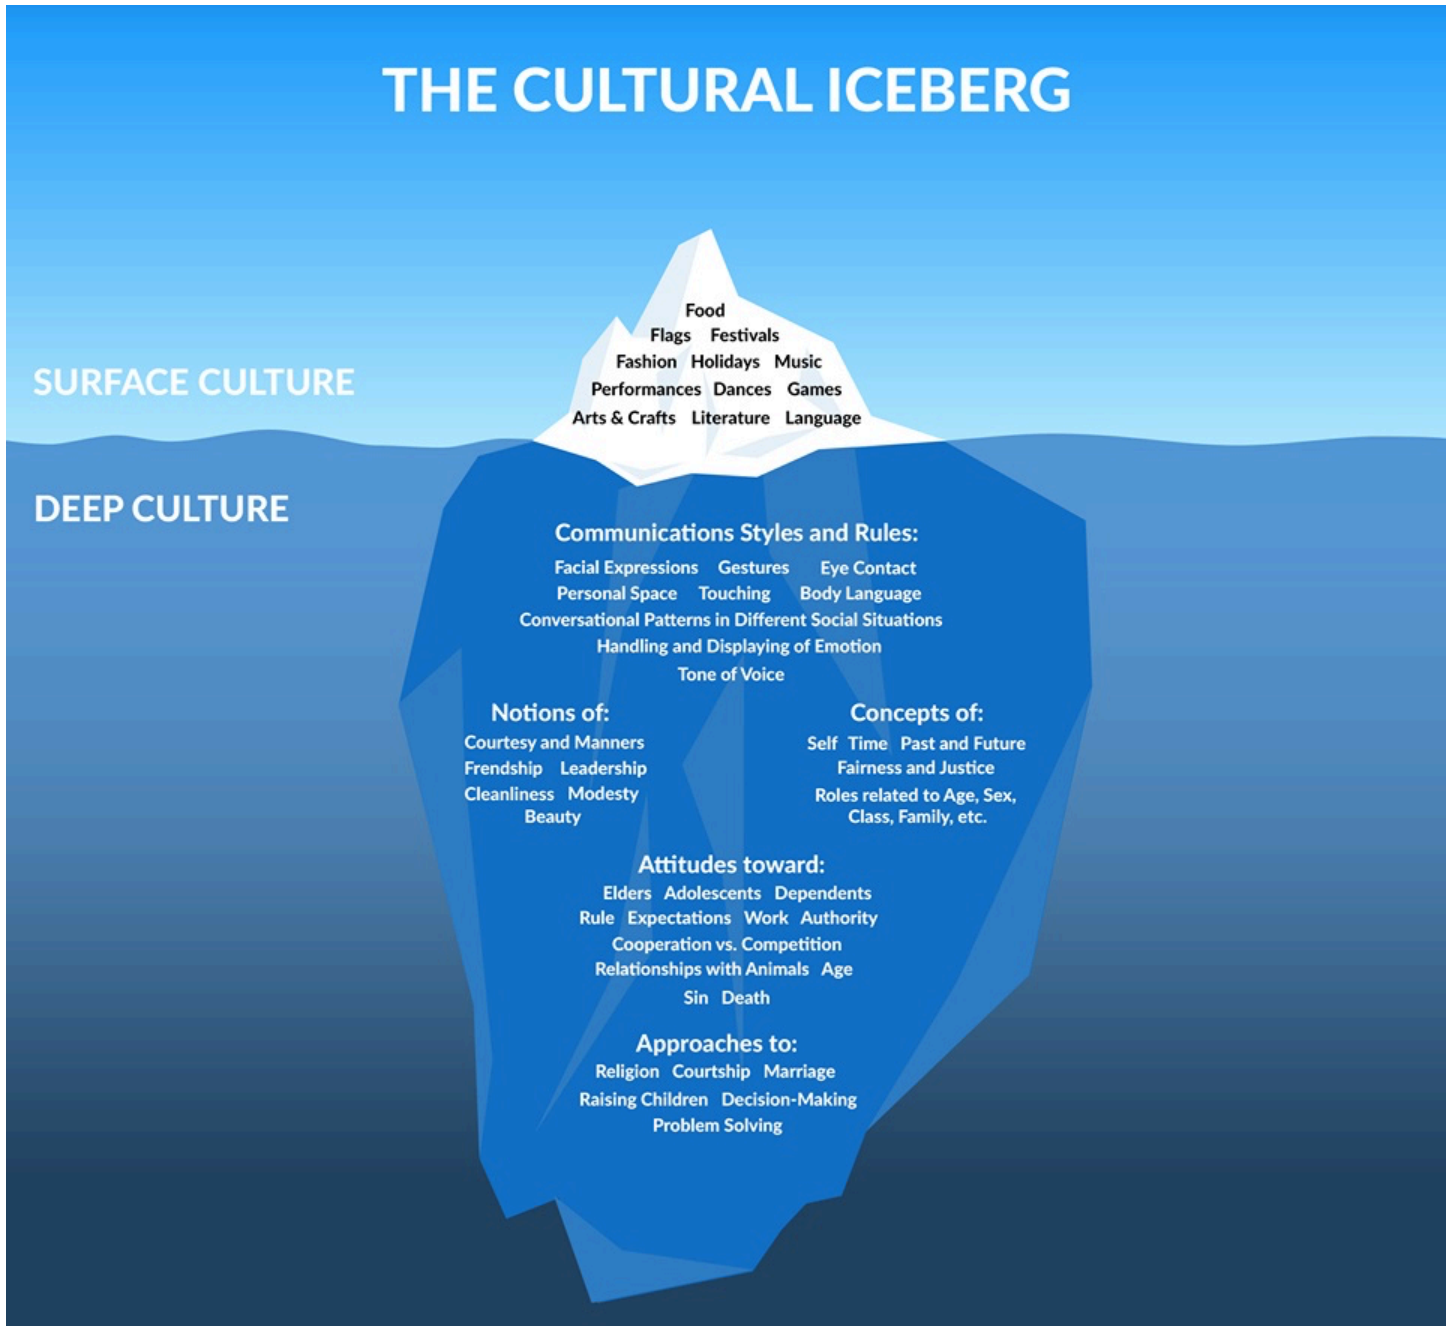 THE CULTURAL ICEBERG
Food
Flags Festivals
Fashion Holidays Music
SURFACE CULTURE
Performances Dances Games
Arts & Crafts Literature Language
DEEP CULTURE
Communications Styles and Rules:
Facial Expressions Gestures Eye Contact
Personal Space Touching Body Language
Conversational Patterns in Different Social Situations
Handling and Displaying of Emotion
Tone of Voice
Notions of:
Courtesy and Manners
Frendship Leadership
Cleanliness Modesty
Beauty
Concepts of:
Self Time Past and Future
Fairness and Justice
Roles related to Age, Sex,
Class, Family, etc.
Attitudes toward:
Elders Adolescents Dependents
Rule Expectations Work Authority
Cooperation vs. Competition
Relationships with Animals Age
Sin Death
Approaches to:
Religion Courtship Marriage
Raising Children Decision-Making
Problem Solving